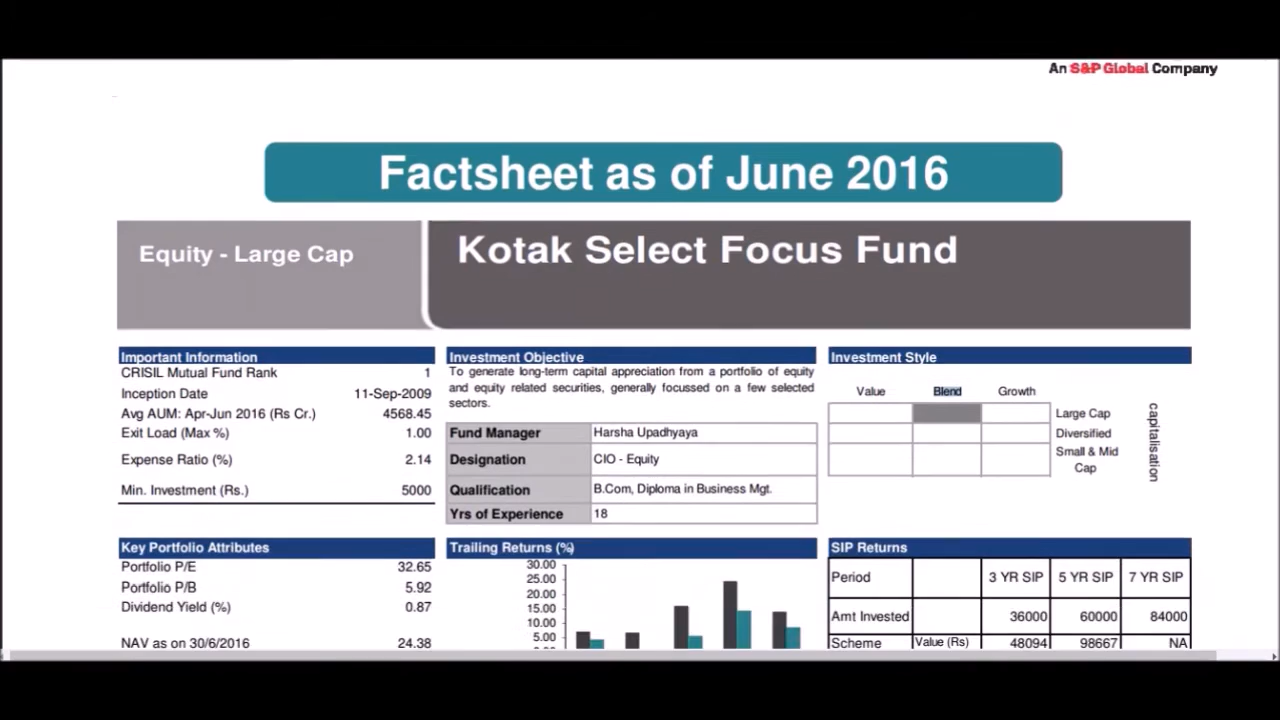 An S&P Global Company
Factsheet as of June 2016
Equity - Large Cap
Kotak Select Focus Fund
Important Information
CRISIL Mutual Fund Rank 1
Inception Date 11-Sep-2009
Avg AUM: Apr-Jun 2016 (Rs Cr.) 4568.45
Exit Load (Max %) 1.00
Expense Ratio (%) 2.14
Min. Investment (Rs.) 5000
Investment Objective
To generate long-term capital appreciation from a portfolio of equity
and equity related securities, generally focussed on a few selected
sectors.
Fund Manager Harsha Upadhyaya
Designation CIO - Equity
Qualification B.Com, Diploma in Business Mgt.
Yrs of Experience 18
Investment Style
Value Blend Growth
Large Cap
Diversified
Small & Mid
Cap
capitalisation
Key Portfolio Attributes
Portfolio P/E 32.65
Portfolio P/B 5.92
Dividend Yield (%) 0.87
NAV as on 30/6/2016 24.38
Trailing Returns (%)
30.00
25.00
20.00
15.00
10.00
5.00
0.00
SIP Returns
Period 3 YR SIP 5 YR SIP 7 YR SIP
Amt Invested 36000 60000 84000
Scheme Value (Rs) 48094 98667 NA